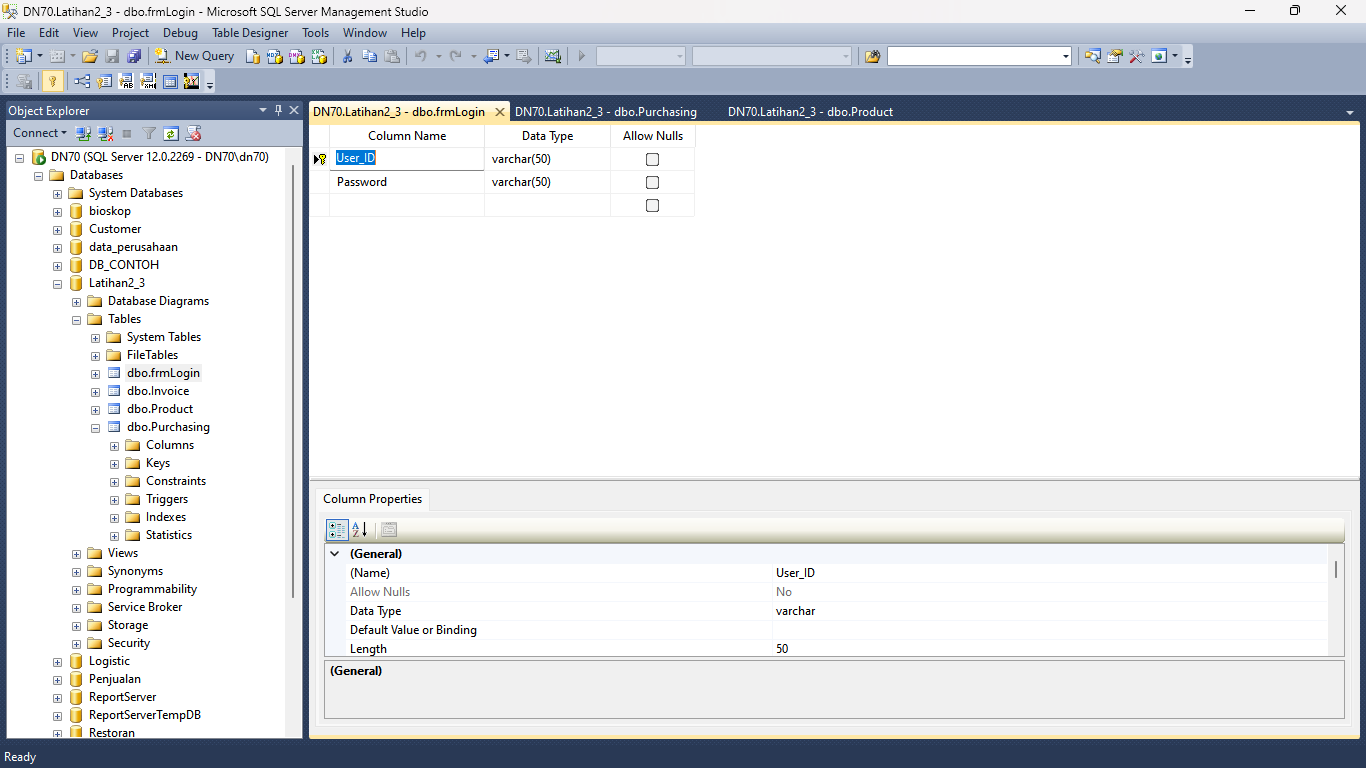 DN70.Latihan2_3 - dbo.frmLogin - Microsoft SQL Server Management Studio
File Edit View Project Debug Table Designer Tools Window Help
New Query
Object Explorer
Connect
DN70 (SQL Server 12.0.2269 - DN70\dn70)
Databases
System Databases
bioskop
Customer
data_perusahaan
DB_CONTOH
Latihan2_3
Database Diagrams
Tables
System Tables
FileTables
dbo.frmLogin
dbo.Invoice
dbo.Product
dbo.Purchasing
Columns
Keys
Constraints
Triggers
Indexes
Statistics
Views
Synonyms
Programmability
Service Broker
Storage
Security
Logistic
Penjualan
ReportServer
ReportServerTempDB
Restoran
DN70.Latihan2_3 - dbo.frmLogin DN70.Latihan2_3 - dbo.Purchasing DN70.Latihan2_3 - dbo.Product
Column Name Data Type Allow Nulls
User_ID varchar(50)
Password varchar(50)
Column Properties
(General)
(Name) User_ID
Allow Nulls No
Data Type varchar
Default Value or Binding
Length 50
(General)
Ready